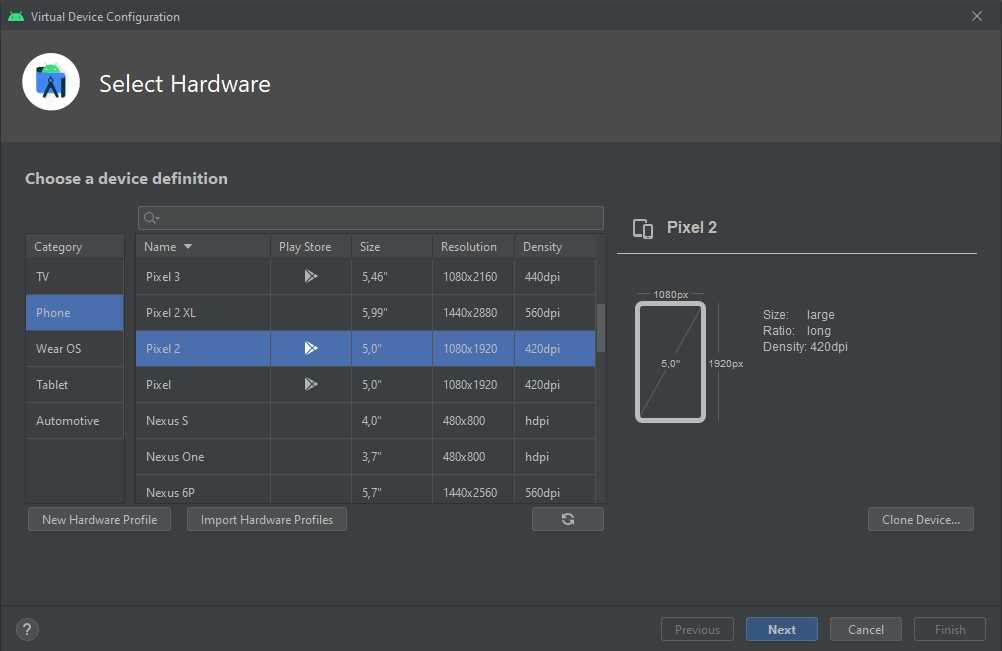 Virtual Device Configuration
Select Hardware
Choose a device definition
Category
TV
Phone
Wear OS
Tablet
Automotive
Name Play Store Size Resolution Density
Pixel 3 5,46" 1080x2160 440dpi
Pixel 2 XL 5,99" 1440x2880 560dpi
Pixel 2 5,0" 1080x1920 420dpi
Pixel 5,0" 1080x1920 420dpi
Nexus S 4,0" 480x800 hdpi
Nexus One 3,7" 480x800 hdpi
Nexus 6P 5,7" 1440x2560 560dpi
New Hardware Profile Import Hardware Profiles
Pixel 2
1080px
5,0" 1920px
Size: large
Ratio: long
Density: 420dpi
Clone Device...
? Previous Next Cancel Finish